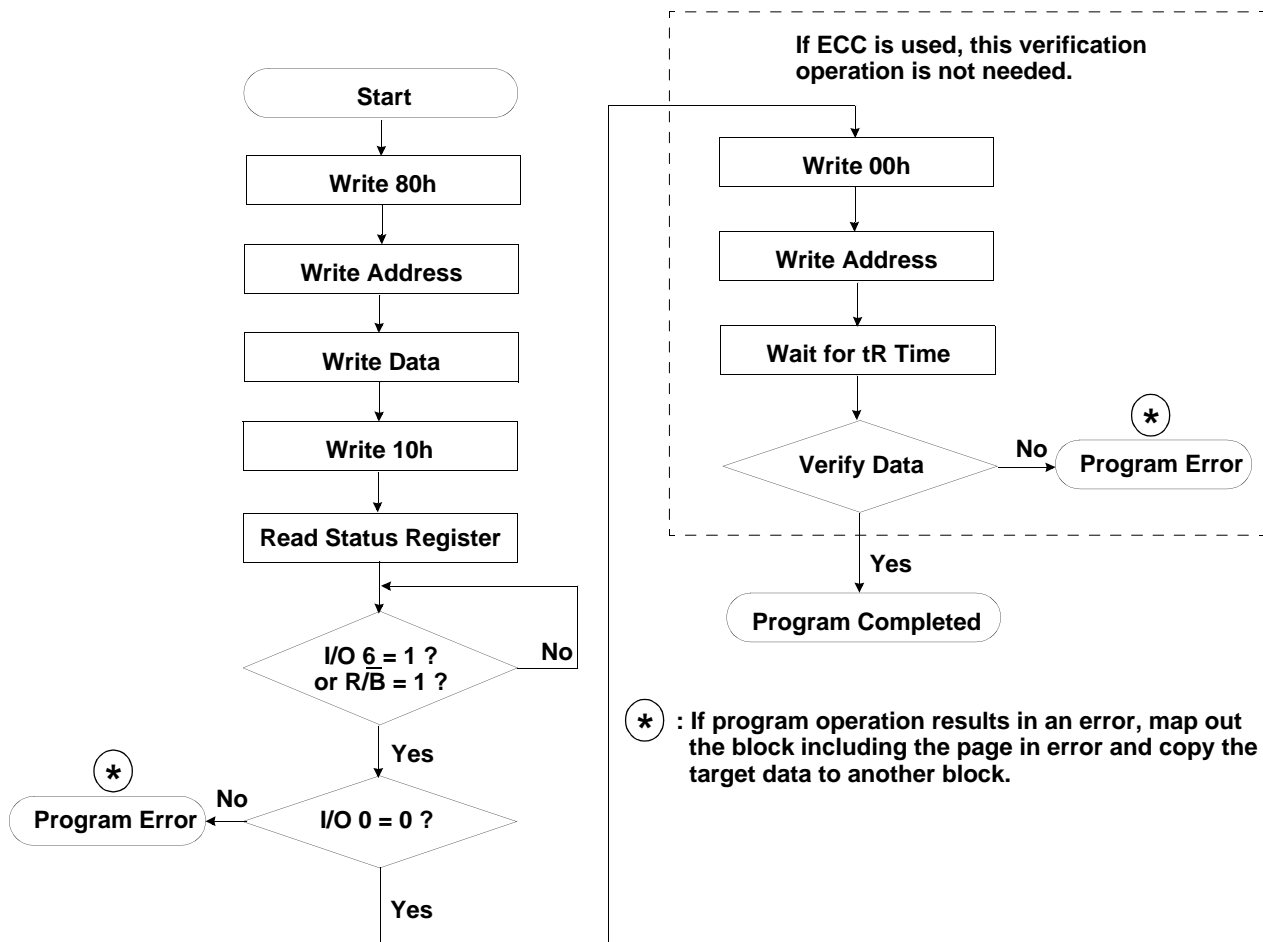 Start
Write 80h
Write Address
Write Data
Write 10h
Read Status Register
I/O 6 = 1 ?
or R/B̅ = 1 ?
No
Yes
*
No
Program Error
I/O 0 = 0 ?
Yes
If ECC is used, this verification
operation is not needed.
Write 00h
Write Address
Wait for tR Time
Verify Data
No
*
Program Error
Yes
Program Completed
* : If program operation results in an error, map out
the block including the page in error and copy the
target data to another block.